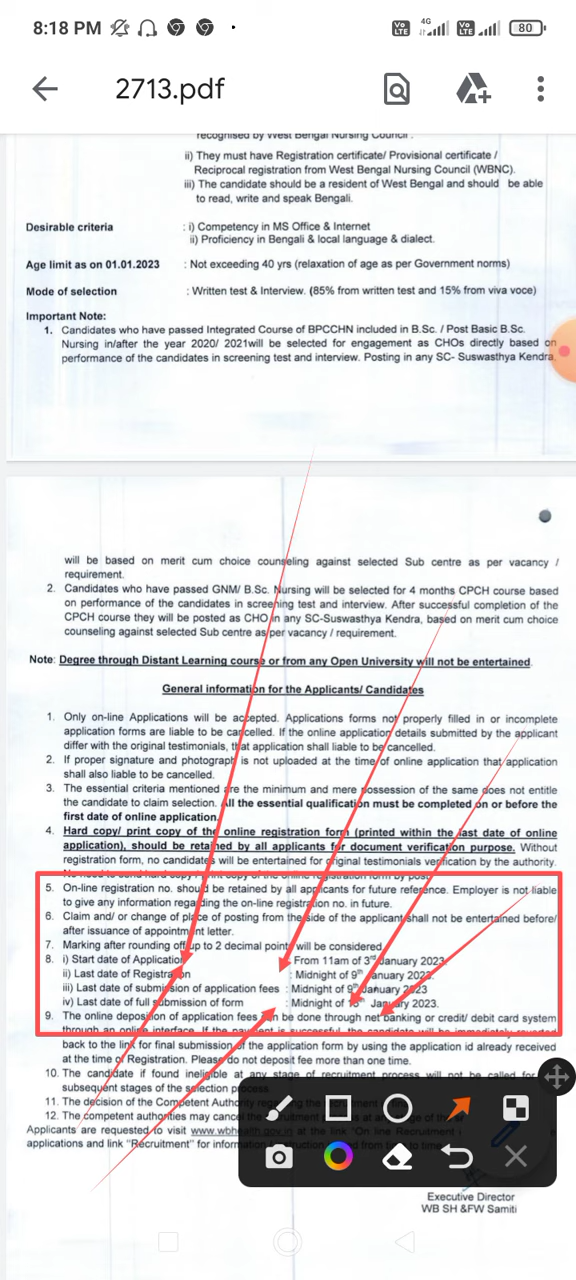 8:18 PM
4G
80
2713.pdf
recognised by West Bengal Nursing Council .
ii) They must have Registration certificate/ Provisional certificate /
Reciprocal registration from West Bengal Nursing Council (WBNC).
iii) The candidate should be a resident of West Bengal and should be able
to read, write and speak Bengali.
Desirable criteria : i) Competency in MS Office & Internet
ii) Proficiency in Bengali & local language & dialect.
Age limit as on 01.01.2023 : Not exceeding 40 yrs (relaxation of age as per Government norms)
Mode of selection : Written test & Interview. (85% from written test and 15% from viva voce)
Important Note:
1. Candidates who have passed Integrated Course of BPCCHN included in B.Sc. / Post Basic B.Sc.
Nursing in/after the year 2020/ 2021will be selected for engagement as CHOs directly based on
performance of the candidates in screening test and interview. Posting in any SC- Suswasthya Kendra,
will be based on merit cum choice counseling against selected Sub centre as per vacancy /
requirement.
2. Candidates who have passed GNM/ B.Sc. Nursing will be selected for 4 months CPCH course based
on performance of the candidates in screening test and interview. After successful completion of the
CPCH course they will be posted as CHO in any SC-Suswasthya Kendra, based on merit cum choice
counseling against selected Sub centre as per vacancy / requirement.
Note: Degree through Distant Learning course or from any Open University will not be entertained.
General information for the Applicants/ Candidates
1. Only on-line Applications will be accepted. Applications forms not properly filled in or incomplete
application forms are liable to be cancelled. If the online application details submitted by the applicant
differ with the original testimonials, that application shall liable to be cancelled.
2. If proper signature and photograph is not uploaded at the time of online application that application
shall also liable to be cancelled.
3. The essential criteria mentioned are the minimum and mere possession of the same does not entitle
the candidate to claim selection. All the essential qualification must be completed on or before the
first date of online application.
4. Hard copy/ print copy of the online registration form (printed within the last date of online
application), should be retained by all applicants for document verification purpose. Without
registration form, no candidates will be entertained for original testimonials verification by the authority.
No need to send hard copy / print copy of the online registration form by post.
5. On-line registration no. should be retained by all applicants for future reference. Employer is not liable
to give any information regarding the on-line registration no. in future.
6. Claim and/ or change of place of posting from the side of the applicant shall not be entertained before/
after issuance of appointment letter.
7. Marking after rounding off up to 2 decimal point will be considered.
8. i) Start date of Application : From 11am of 3rd January 2023
ii) Last date of Registration : Midnight of 9th January 2023
iii) Last date of submission of application fees : Midnight of 9th January 2023
iv) Last date of full submission of form : Midnight of January 2023.
9. The online deposition of application fees can be done through net banking or credit/ debit card system
through an online interface. If the payment is successful, the candidate will be immediately reverted
back to the link for final submission of the application form by using the application id already received
at the time of Registration. Please do not deposit fee more than one time.
10. The candidate if found ineligible at any stage of recruitment process will not be called for
subsequent stages of the selection process
11. The decision of the Competent Authority regarding the
12. The competent authorities may cancel the recruitment at any stage of the
Applicants are requested to visit www.wbhealth.gov.in at the link "On line Recruitment
applications and link "Recruitment" for information/ instruction from time to time
Executive Director
WB SH &FW Samiti